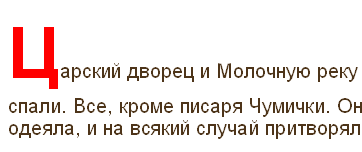 Царский дворец и Молочную реку
спали. Все, кроме писаря Чумички. Он
одеяла, и на всякий случай притворял